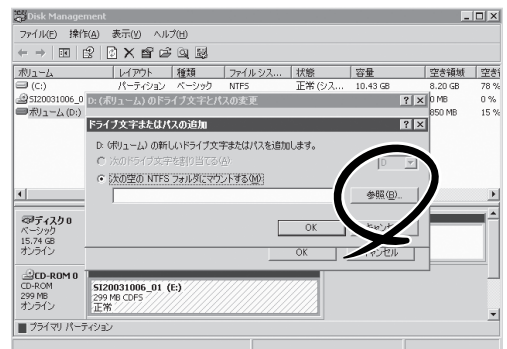 Disk Management
ファイル(F) 操作(A) 表示(V) ヘルプ(H)
ボリューム レイアウト 種類 ファイル シス... 状態 容量 空き領域
(C:) パーティション ベーシック NTFS 正常 (シス... 10.43 GB 8.20 GB 78 %
SI20031006_0 0 MB 0 %
ボリューム (D:) 850 MB 15 %
D: (ボリューム) のドライブ文字とパスの変更
ドライブ文字またはパスの追加
D: (ボリューム) の新しいドライブ文字またはパスを追加します。
次のドライブ文字を割り当てる(A) D
次の空の NTFS フォルダにマウントする(M)
参照(R)...
OK
OK キャンセル
ディスク 0
ベーシック
15.74 GB
オンライン
CD-ROM 0
CD-ROM
299 MB
オンライン
SI20031006_01 (E:)
299 MB CDFS
正常
プライマリ パーティション